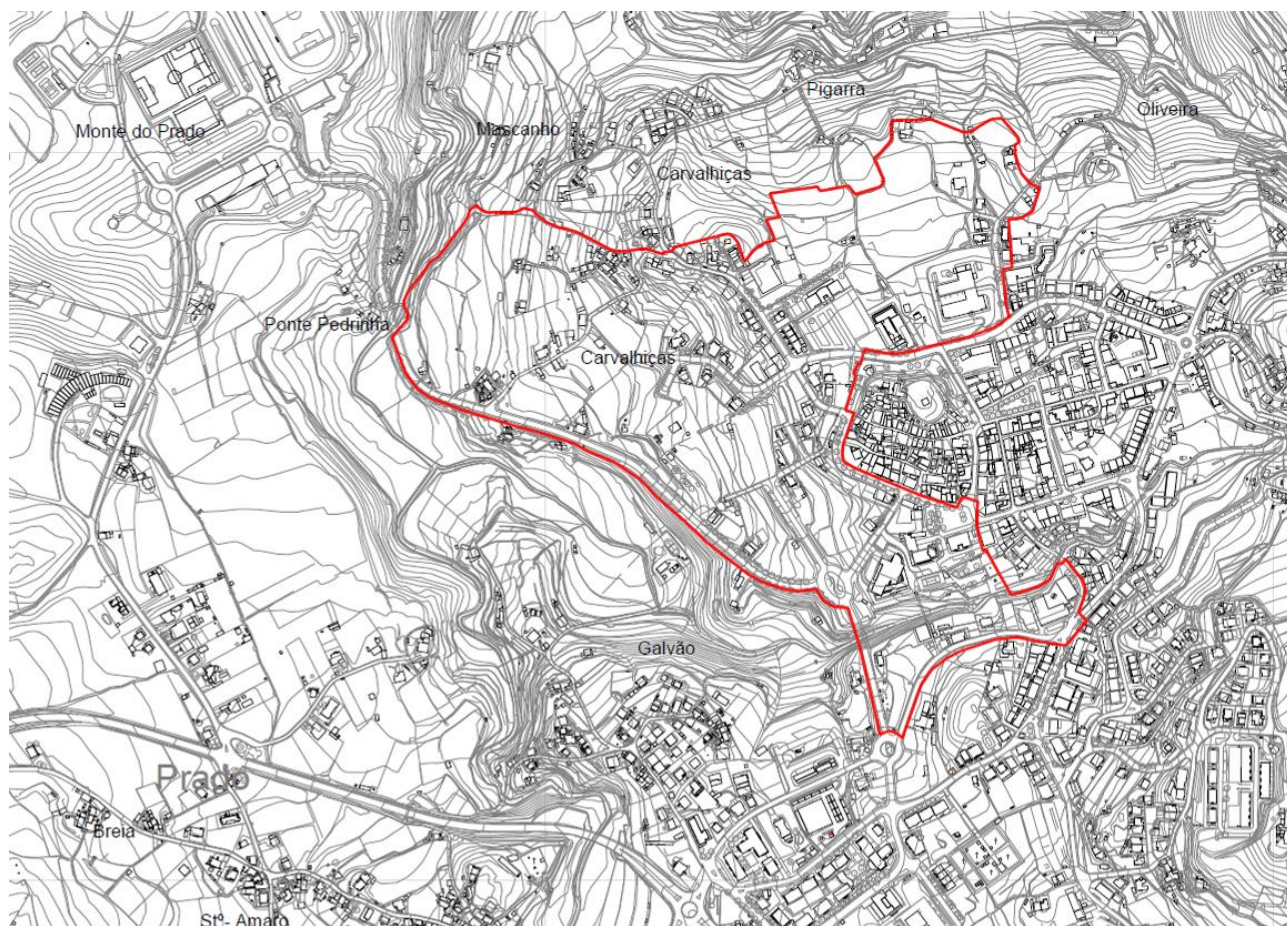 Pigarra
Oliveira
Monte do Prado
Mascanho
Carvalhiças
Ponte Pedrinha
Carvalhiças
Galvão
Prado
Breia
Stº- Amaro